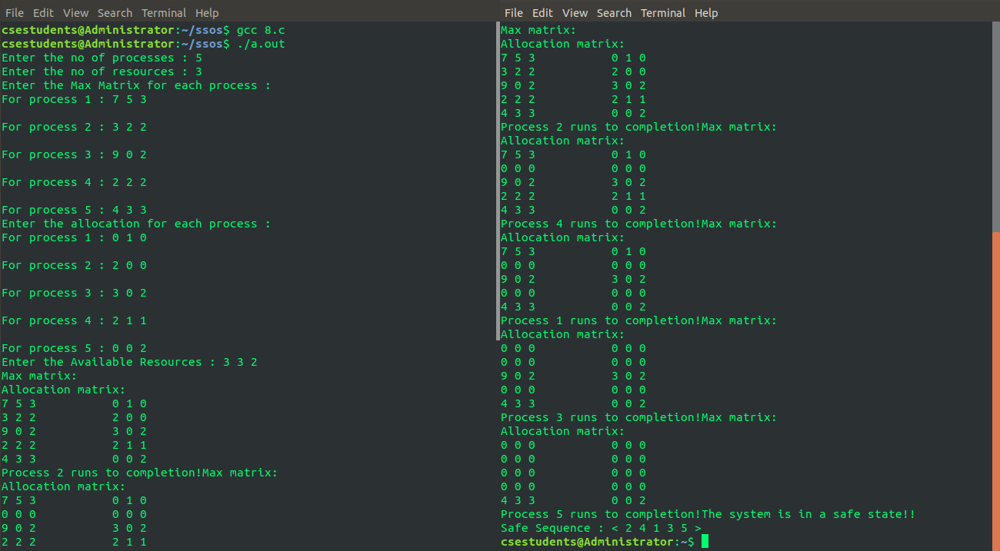 File Edit View Search Terminal Help
csestudents@Administrator:~/ssos$ gcc 8.c
csestudents@Administrator:~/ssos$ ./a.out
Enter the no of processes : 5
Enter the no of resources : 3
Enter the Max Matrix for each process :
For process 1 : 7 5 3
For process 2 : 3 2 2
For process 3 : 9 0 2
For process 4 : 2 2 2
For process 5 : 4 3 3
Enter the allocation for each process :
For process 1 : 0 1 0
For process 2 : 2 0 0
For process 3 : 3 0 2
For process 4 : 2 1 1
For process 5 : 0 0 2
Enter the Available Resources : 3 3 2
Max matrix:
Allocation matrix:
7 5 3 0 1 0
3 2 2 2 0 0
9 0 2 3 0 2
2 2 2 2 1 1
4 3 3 0 0 2
Process 2 runs to completion!Max matrix:
Allocation matrix:
7 5 3 0 1 0
0 0 0 0 0 0
9 0 2 3 0 2
2 2 2 2 1 1
File Edit View Search Terminal Help
Max matrix:
Allocation matrix:
7 5 3 0 1 0
3 2 2 2 0 0
9 0 2 3 0 2
2 2 2 2 1 1
4 3 3 0 0 2
Process 2 runs to completion!Max matrix:
Allocation matrix:
7 5 3 0 1 0
0 0 0 0 0 0
9 0 2 3 0 2
2 2 2 2 1 1
4 3 3 0 0 2
Process 4 runs to completion!Max matrix:
Allocation matrix:
7 5 3 0 1 0
0 0 0 0 0 0
9 0 2 3 0 2
0 0 0 0 0 0
4 3 3 0 0 2
Process 1 runs to completion!Max matrix:
Allocation matrix:
0 0 0 0 0 0
0 0 0 0 0 0
9 0 2 3 0 2
0 0 0 0 0 0
4 3 3 0 0 2
Process 3 runs to completion!Max matrix:
Allocation matrix:
0 0 0 0 0 0
0 0 0 0 0 0
0 0 0 0 0 0
0 0 0 0 0 0
4 3 3 0 0 2
Process 5 runs to completion!The system is in a safe state!!
Safe Sequence : < 2 4 1 3 5 >
csestudents@Administrator:~$